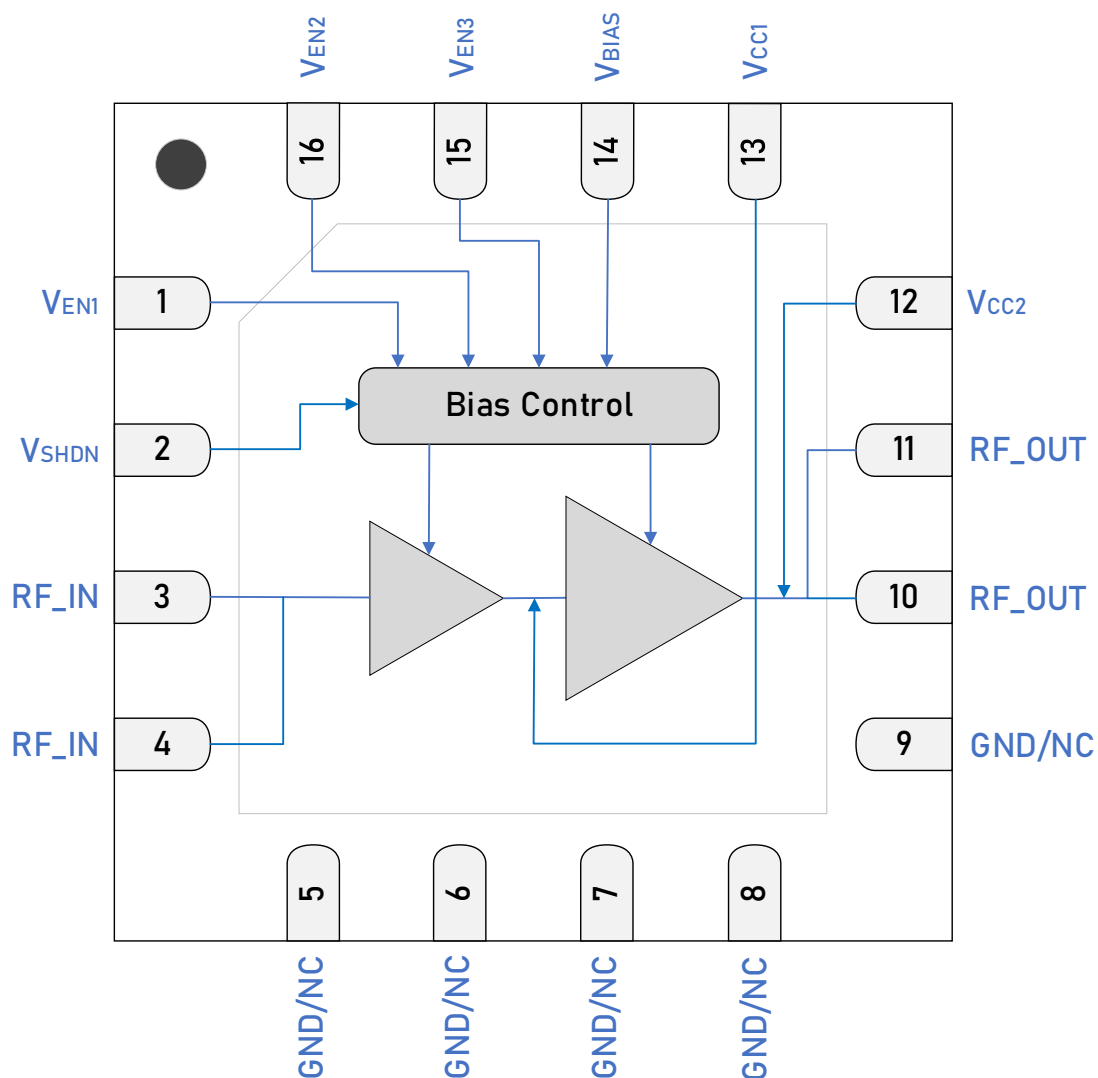 VEN2
VEN3
VBIAS
VCC1
16
15
14
13
VEN1
1
12
VCC2
Bias Control
VSHDN
2
11
RF_OUT
RF_IN
3
10
RF_OUT
RF_IN
4
9
GND/NC
5
6
7
8
GND/NC
GND/NC
GND/NC
GND/NC